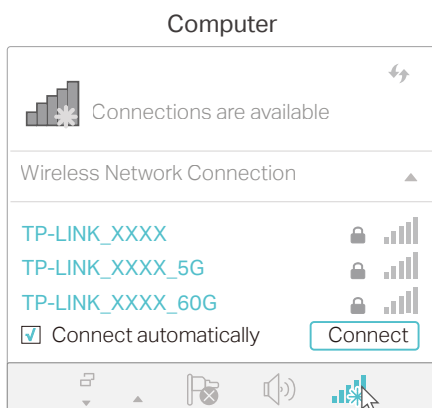 Computer
Connections are available
Wireless Network Connection
TP-LINK_XXXX
TP-LINK_XXXX_5G
TP-LINK_XXXX_60G
Connect automatically Connect